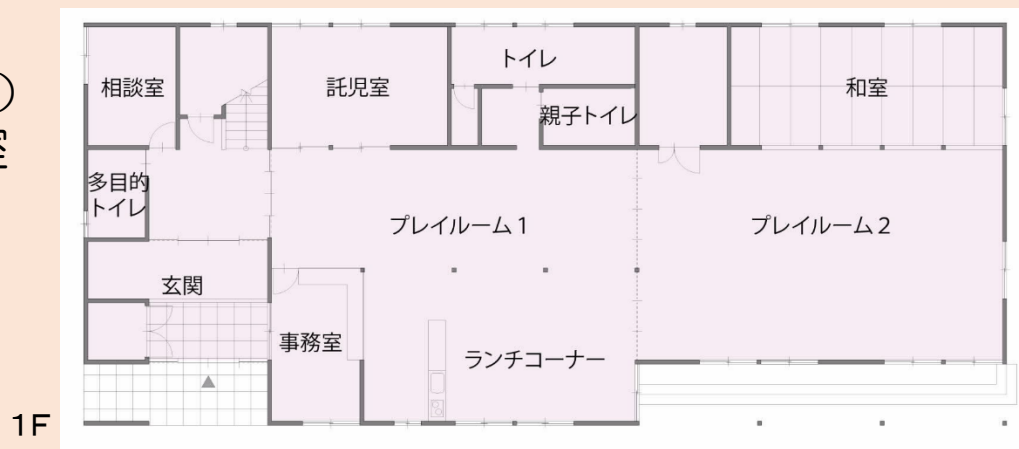 相談室
託児室
トイレ
親子トイレ
和室
多目的
トイレ
プレイルーム1
プレイルーム2
玄関
事務室
ランチコーナー
1F